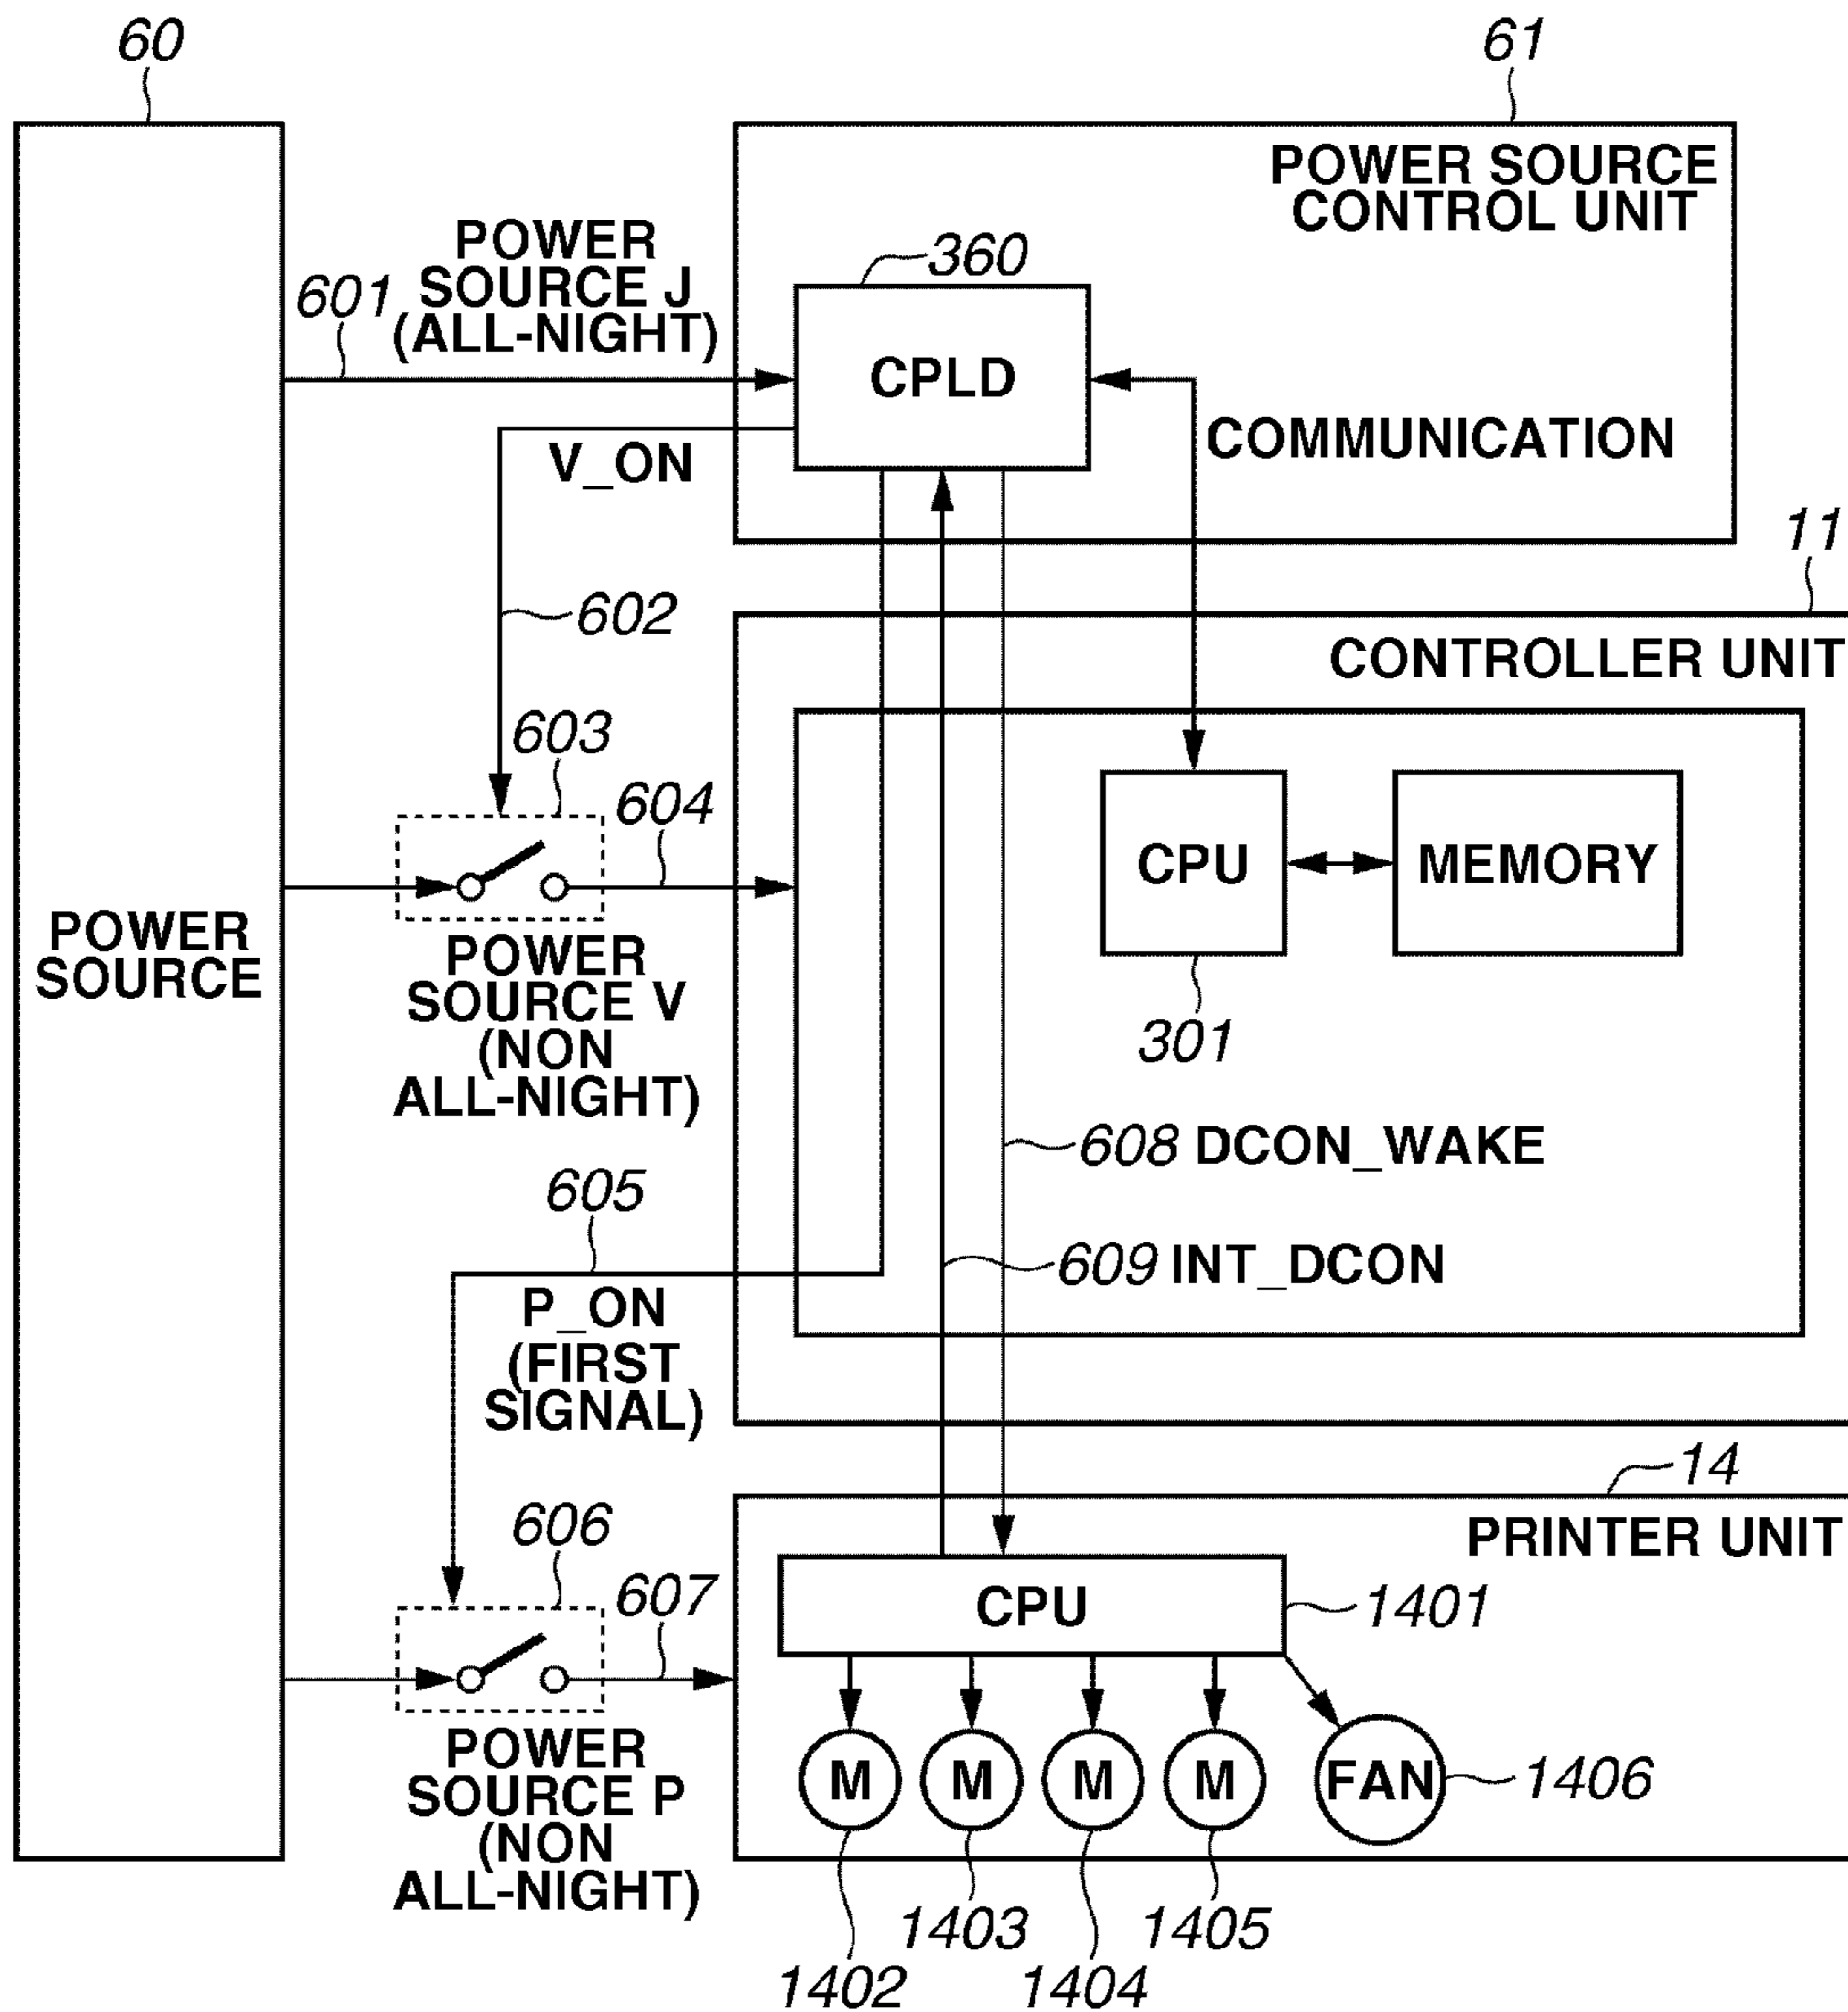 60
61
POWER SOURCE
CONTROL UNIT
POWER
SOURCE J
(ALL-NIGHT)
601
360
CPLD
COMMUNICATION
V_ON
11
602
CONTROLLER UNIT
603
604
CPU
MEMORY
POWER
SOURCE
POWER
SOURCE V
(NON
ALL-NIGHT)
301
608 DCON_WAKE
605
609 INT_DCON
P_ON
(FIRST
SIGNAL)
14
606
PRINTER UNIT
607
CPU
1401
POWER
SOURCE P
(NON
ALL-NIGHT)
M
M
M
M
FAN
1406
1403
1405
1402
1404